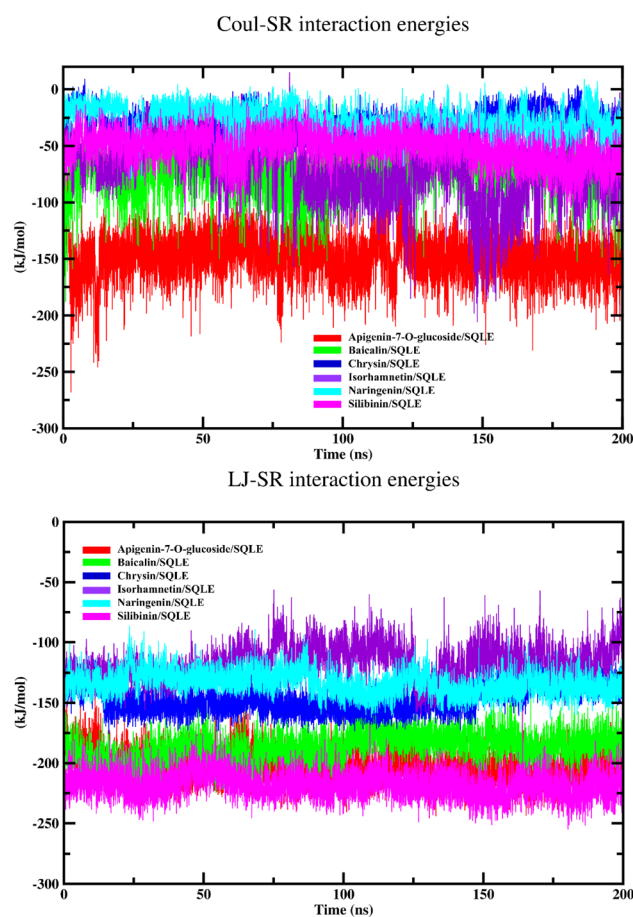 Coul-SR interaction energies
0
-50
-100
-150
-200
-250
-300
(kJ/mol)
Apigenin-7-O-glucoside/SQLE
Baicalin/SQLE
Chrysin/SQLE
Isorhamnetin/SQLE
Naringenin/SQLE
Silibinin/SQLE
0 50 100 150 200
Time (ns)
LJ-SR interaction energies
0
-50
-100
-150
-200
-250
-300
(kJ/mol)
Apigenin-7-O-glucoside/SQLE
Baicalin/SQLE
Chrysin/SQLE
Isorhamnetin/SQLE
Naringenin/SQLE
Silibinin/SQLE
0 50 100 150 200
Time (ns)